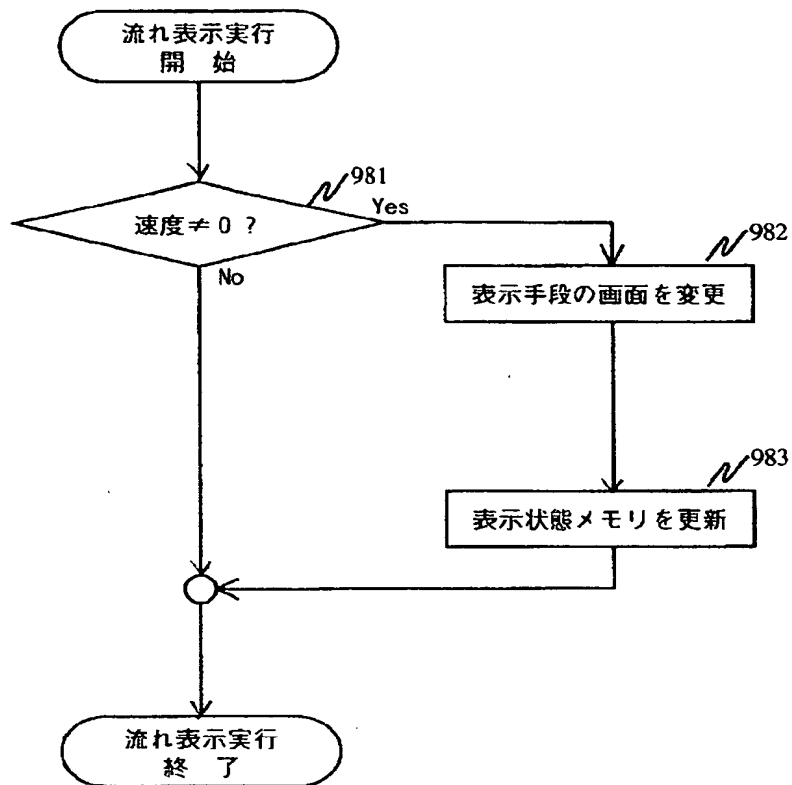 流れ表示実行
開 始
981
速度≠0?
Yes
No
982
表示手段の画面を変更
983
表示状態メモリを更新
流れ表示実行
終 了